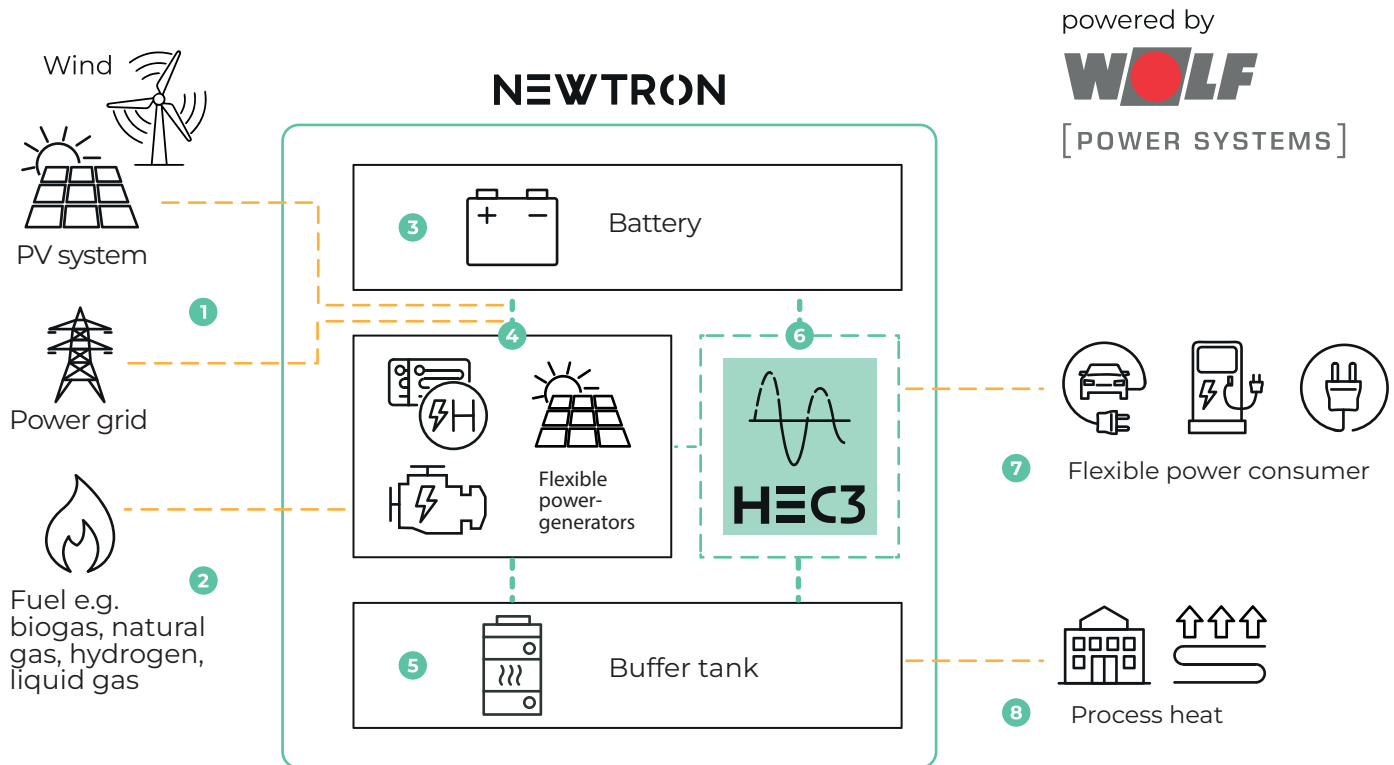 powered by
WOLF
[POWER SYSTEMS]
Wind
NEWTRON
PV system
3
Battery
1
4
6
Power grid
Flexible
power-
generators
HEC3
7
Flexible power consumer
2
Fuel e.g.
biogas, natural
gas, hydrogen,
liquid gas
5
Buffer tank
8
Process heat
H